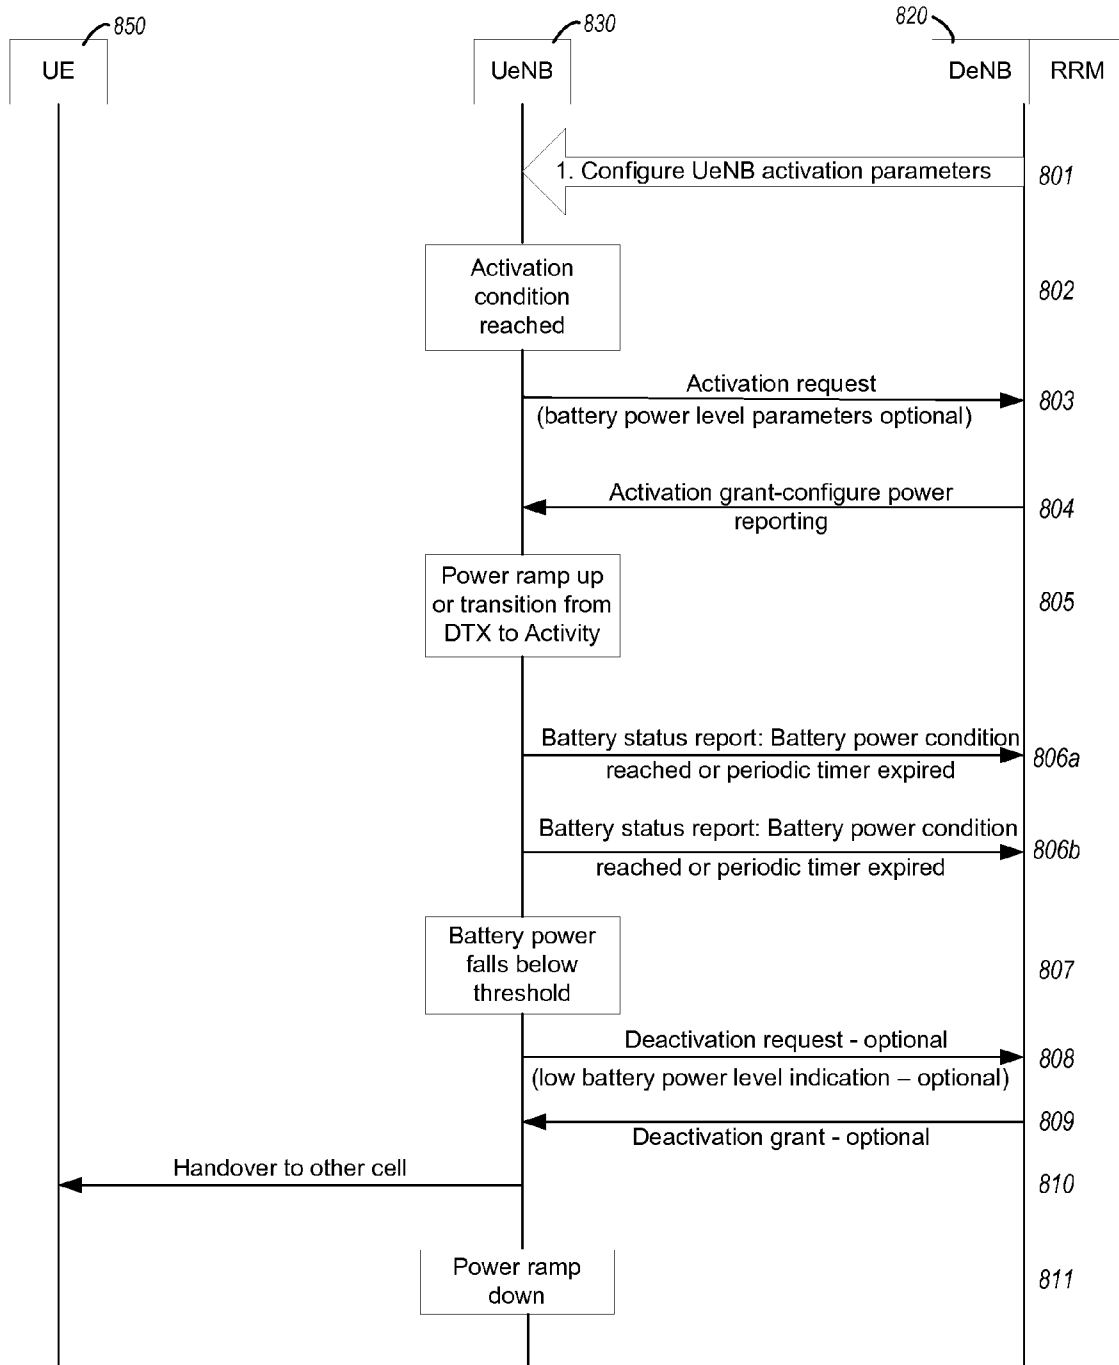 850
830
820
UE
UeNB
DeNB
RRM
1. Configure UeNB activation parameters
801
Activation
condition
reached
802
Activation request
(battery power level parameters optional)
803
Activation grant-configure power
reporting
804
Power ramp up
or transition from
DTX to Activity
805
Battery status report: Battery power condition
reached or periodic timer expired
806a
Battery status report: Battery power condition
reached or periodic timer expired
806b
Battery power
falls below
threshold
807
Deactivation request - optional
(low battery power level indication – optional)
808
Deactivation grant - optional
809
Handover to other cell
810
Power ramp
down
811